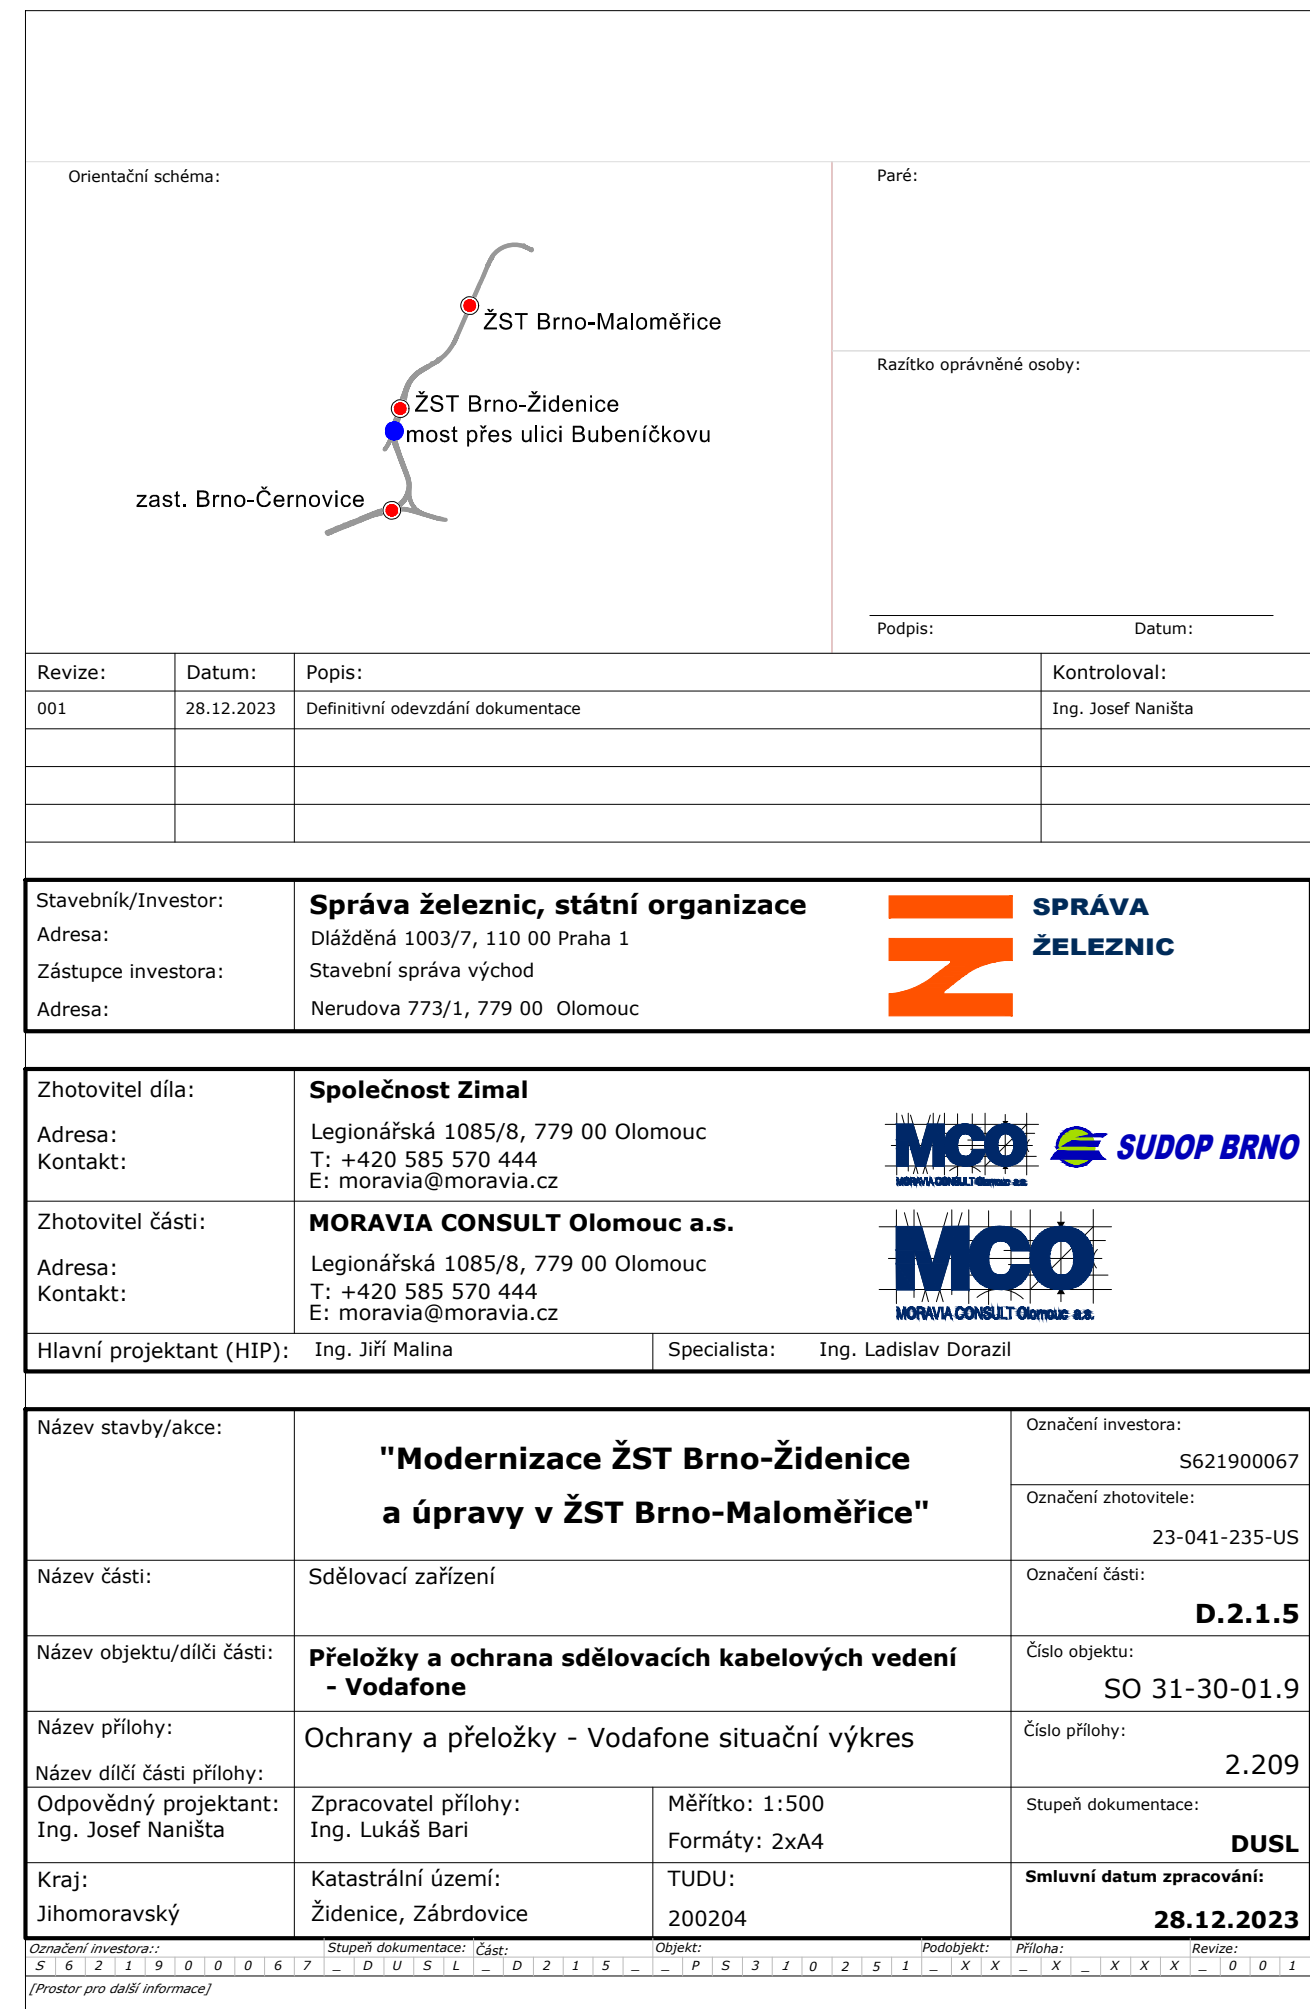 Orientační schéma:
Paré:
ŽST Brno-Maloměřice
Razítko oprávněné osoby:
ŽST Brno-Židenice
most přes ulici Bubeníčkovu
zast. Brno-Černovice
Podpis: Datum:
Revize: Datum: Popis: Kontroloval:
001 28.12.2023 Definitivní odevzdání dokumentace Ing. Josef Naništa
Stavebník/Investor: Správa železnic, státní organizace
Adresa: Dlážděná 1003/7, 110 00 Praha 1
Zástupce investora: Stavební správa východ
Adresa: Nerudova 773/1, 779 00 Olomouc
SPRÁVA
ŽELEZNIC
Zhotovitel díla: Společnost Zimal
Adresa: Legionářská 1085/8, 779 00 Olomouc
Kontakt: T: +420 585 570 444
E: moravia@moravia.cz
MCO
MORAVIA CONSULT Olomouc a.s.
SUDOP BRNO
Zhotovitel části: MORAVIA CONSULT Olomouc a.s.
Adresa: Legionářská 1085/8, 779 00 Olomouc
Kontakt: T: +420 585 570 444
E: moravia@moravia.cz
MCO
MORAVIA CONSULT Olomouc a.s.
Hlavní projektant (HIP): Ing. Jiří Malina Specialista: Ing. Ladislav Dorazil
Název stavby/akce:
"Modernizace ŽST Brno-Židenice
a úpravy v ŽST Brno-Maloměřice"
Označení investora:
S621900067
Označení zhotovitele:
23-041-235-US
Název části: Sdělovací zařízení
Označení části:
D.2.1.5
Název objektu/dílči části: Přeložky a ochrana sdělovacích kabelových vedení
- Vodafone
Číslo objektu:
SO 31-30-01.9
Název přílohy: Ochrany a přeložky - Vodafone situační výkres
Číslo přílohy:
2.209
Název dílčí části přílohy:
Odpovědný projektant: Zpracovatel přílohy: Měřítko: 1:500
Ing. Josef Naništa Ing. Lukáš Bari Formáty: 2xA4
Stupeň dokumentace:
DUSL
Kraj: Katastrální území: TUDU: Smluvní datum zpracování:
Jihomoravský Židenice, Zábrdovice 200204 28.12.2023
Označení investora:: Stupeň dokumentace: Část: Objekt: Podobjekt: Příloha: Revize:
S 6 2 1 9 0 0 0 6 7 _ D U S L _ D 2 1 5 _ _ P S 3 1 0 2 5 1 _ X X _ X _ X X X _ 0 0 1
[Prostor pro další informace]